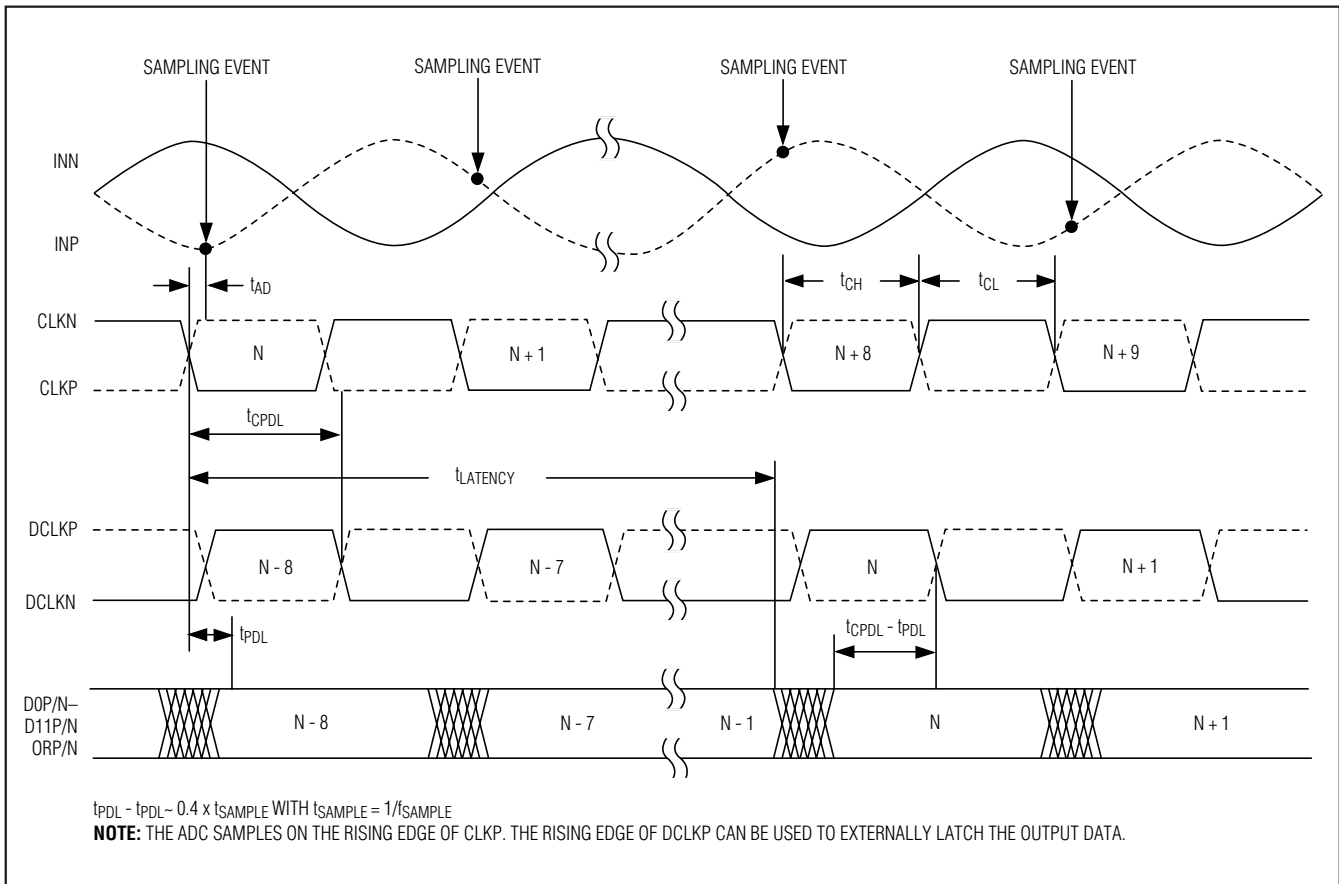 SAMPLING EVENT
SAMPLING EVENT
SAMPLING EVENT
SAMPLING EVENT
INN
INP
tAD
tCH
tCL
CLKN
N
N + 1
N + 8
N + 9
CLKP
tCPDL
tLATENCY
DCLKP
N - 8
N - 7
N
N + 1
DCLKN
tPDL
tCPDL - tPDL
D0P/N–
D11P/N
ORP/N
N - 8
N - 7
N - 1
N
N + 1
tPDL - tPDL~ 0.4 x tSAMPLE WITH tSAMPLE = 1/fSAMPLE
NOTE: THE ADC SAMPLES ON THE RISING EDGE OF CLKP. THE RISING EDGE OF DCLKP CAN BE USED TO EXTERNALLY LATCH THE OUTPUT DATA.